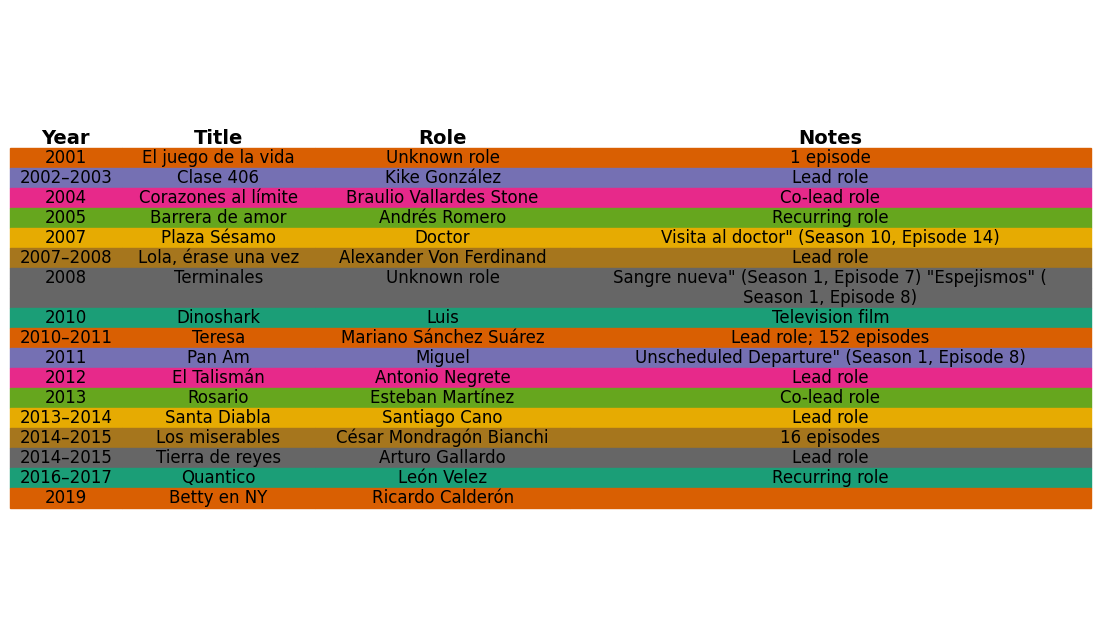 Year Title Role Notes
2001 El juego de la vida Unknown role 1 episode
2002–2003 Clase 406 Kike González Lead role
2004 Corazones al límite Braulio Vallardes Stone Co-lead role
2005 Barrera de amor Andrés Romero Recurring role
2007 Plaza Sésamo Doctor Visita al doctor" (Season 10, Episode 14)
2007–2008 Lola, érase una vez Alexander Von Ferdinand Lead role
2008 Terminales Unknown role Sangre nueva" (Season 1, Episode 7) "Espejismos" (
Season 1, Episode 8)
2010 Dinoshark Luis Television film
2010–2011 Teresa Mariano Sánchez Suárez Lead role; 152 episodes
2011 Pan Am Miguel Unscheduled Departure" (Season 1, Episode 8)
2012 El Talismán Antonio Negrete Lead role
2013 Rosario Esteban Martínez Co-lead role
2013–2014 Santa Diabla Santiago Cano Lead role
2014–2015 Los miserables César Mondragón Bianchi 16 episodes
2014–2015 Tierra de reyes Arturo Gallardo Lead role
2016–2017 Quantico León Velez Recurring role
2019 Betty en NY Ricardo Calderón